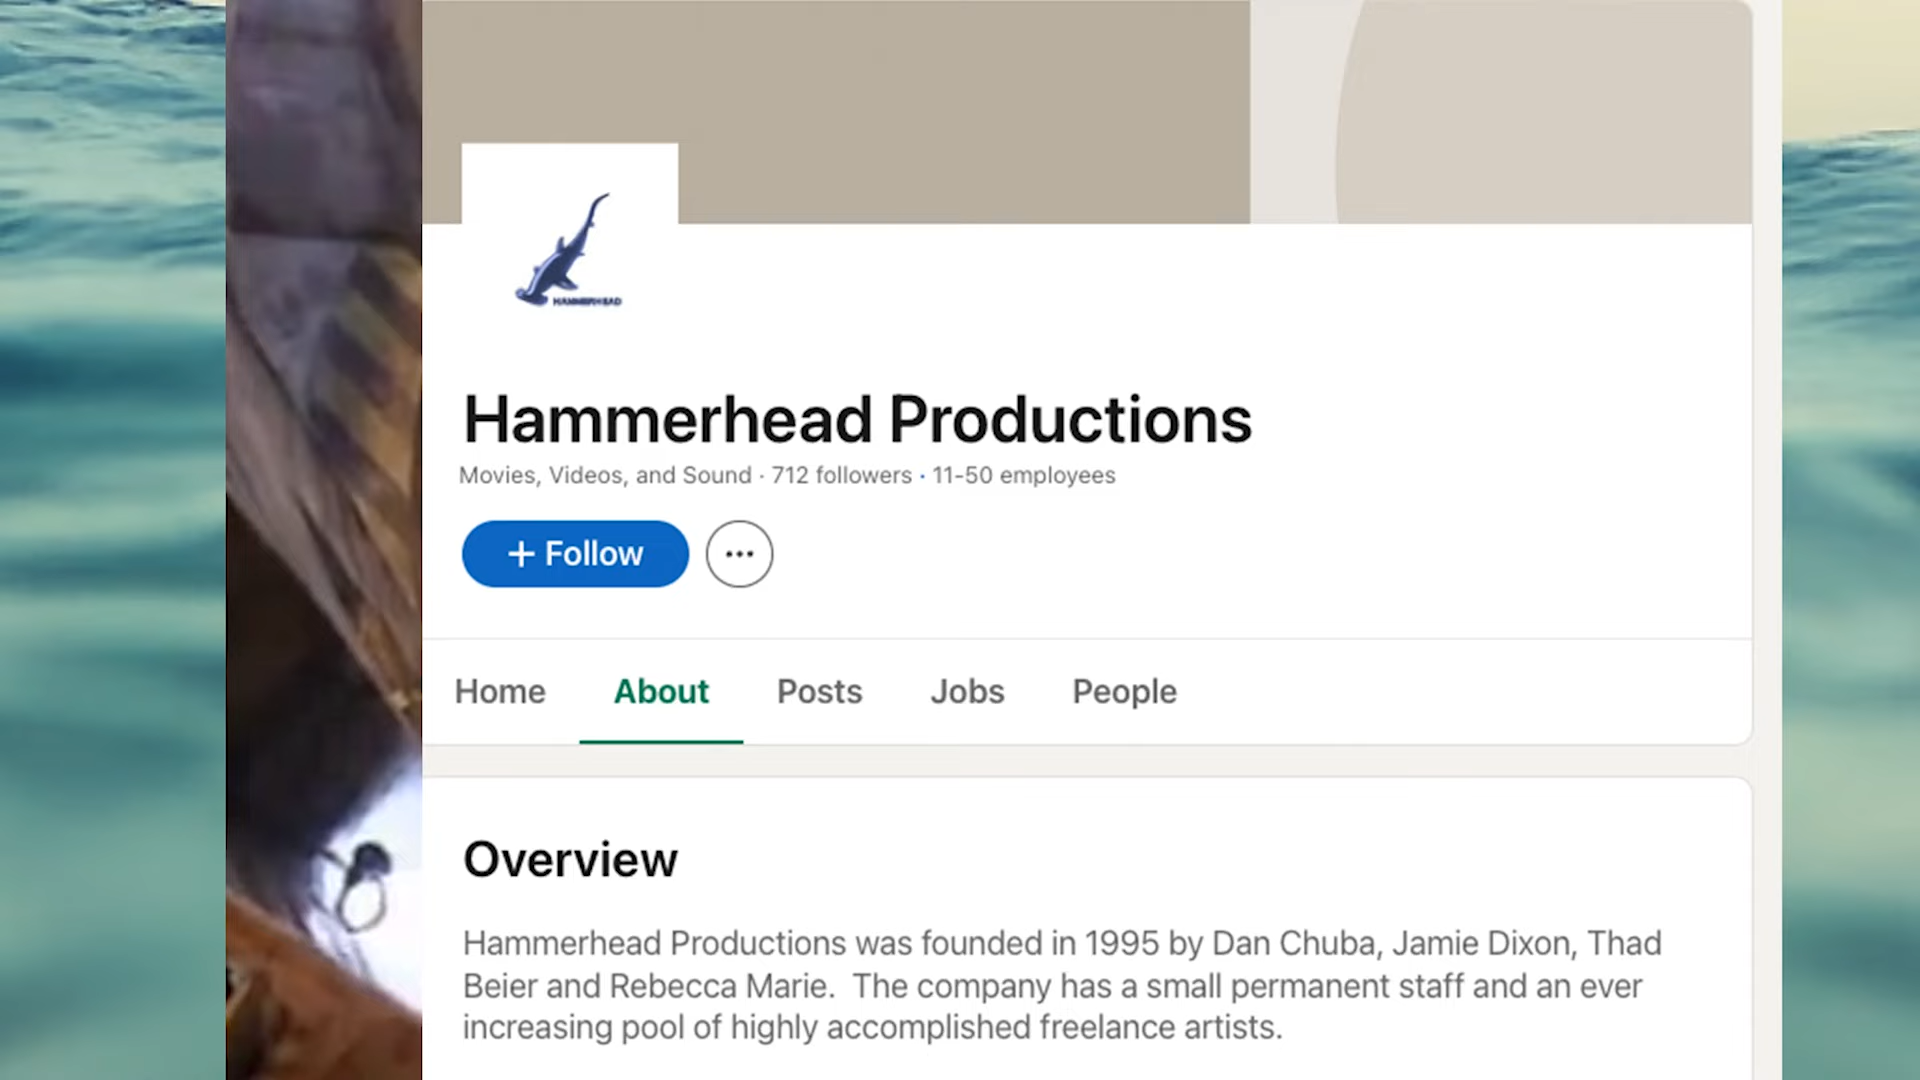 HAMMERHEAD
Hammerhead Productions
Movies, Videos, and Sound · 712 followers · 11-50 employees
+ Follow
Home
About
Posts
Jobs
People
Overview
Hammerhead Productions was founded in 1995 by Dan Chuba, Jamie Dixon, Thad
Beier and Rebecca Marie. The company has a small permanent staff and an ever
increasing pool of highly accomplished freelance artists.